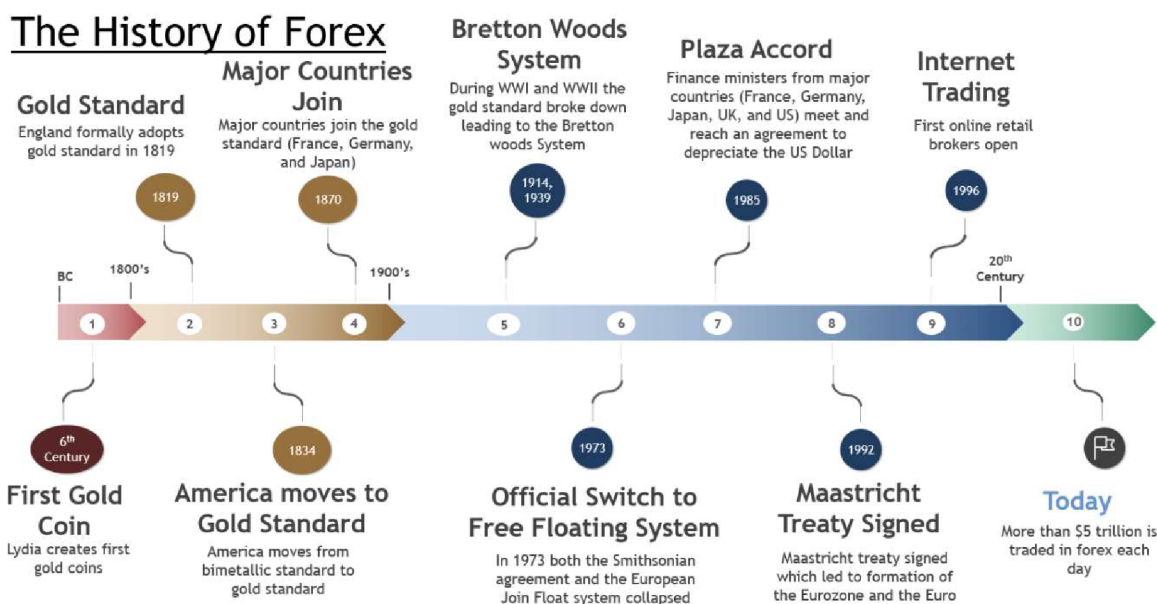 The History of Forex
Gold Standard
England formally adopts
gold standard in 1819
1819
Major Countries
Join
Major countries join the gold
standard (France, Germany,
and Japan)
1870
Bretton Woods
System
During WWI and WWII the
gold standard broke down
leading to the Bretton
woods System
1914,
1939
Plaza Accord
Finance ministers from major
countries (France, Germany,
Japan, UK, and US) meet and
reach an agreement to
depreciate the US Dollar
1985
Internet
Trading
First online retail
brokers open
1996
BC
1800's
1900's
20th
Century
1
2
3
4
5
6
7
8
9
10
6th
Century
First Gold
Coin
Lydia creates first
gold coins
1834
America moves to
Gold Standard
America moves from
bimetallic standard to
gold standard
1973
Official Switch to
Free Floating System
In 1973 both the Smithsonian
agreement and the European
Join Float system collapsed
1992
Maastricht
Treaty Signed
Maastricht treaty signed
which led to formation of
the Eurozone and the Euro
Today
More than $5 trillion is
traded in forex each
day